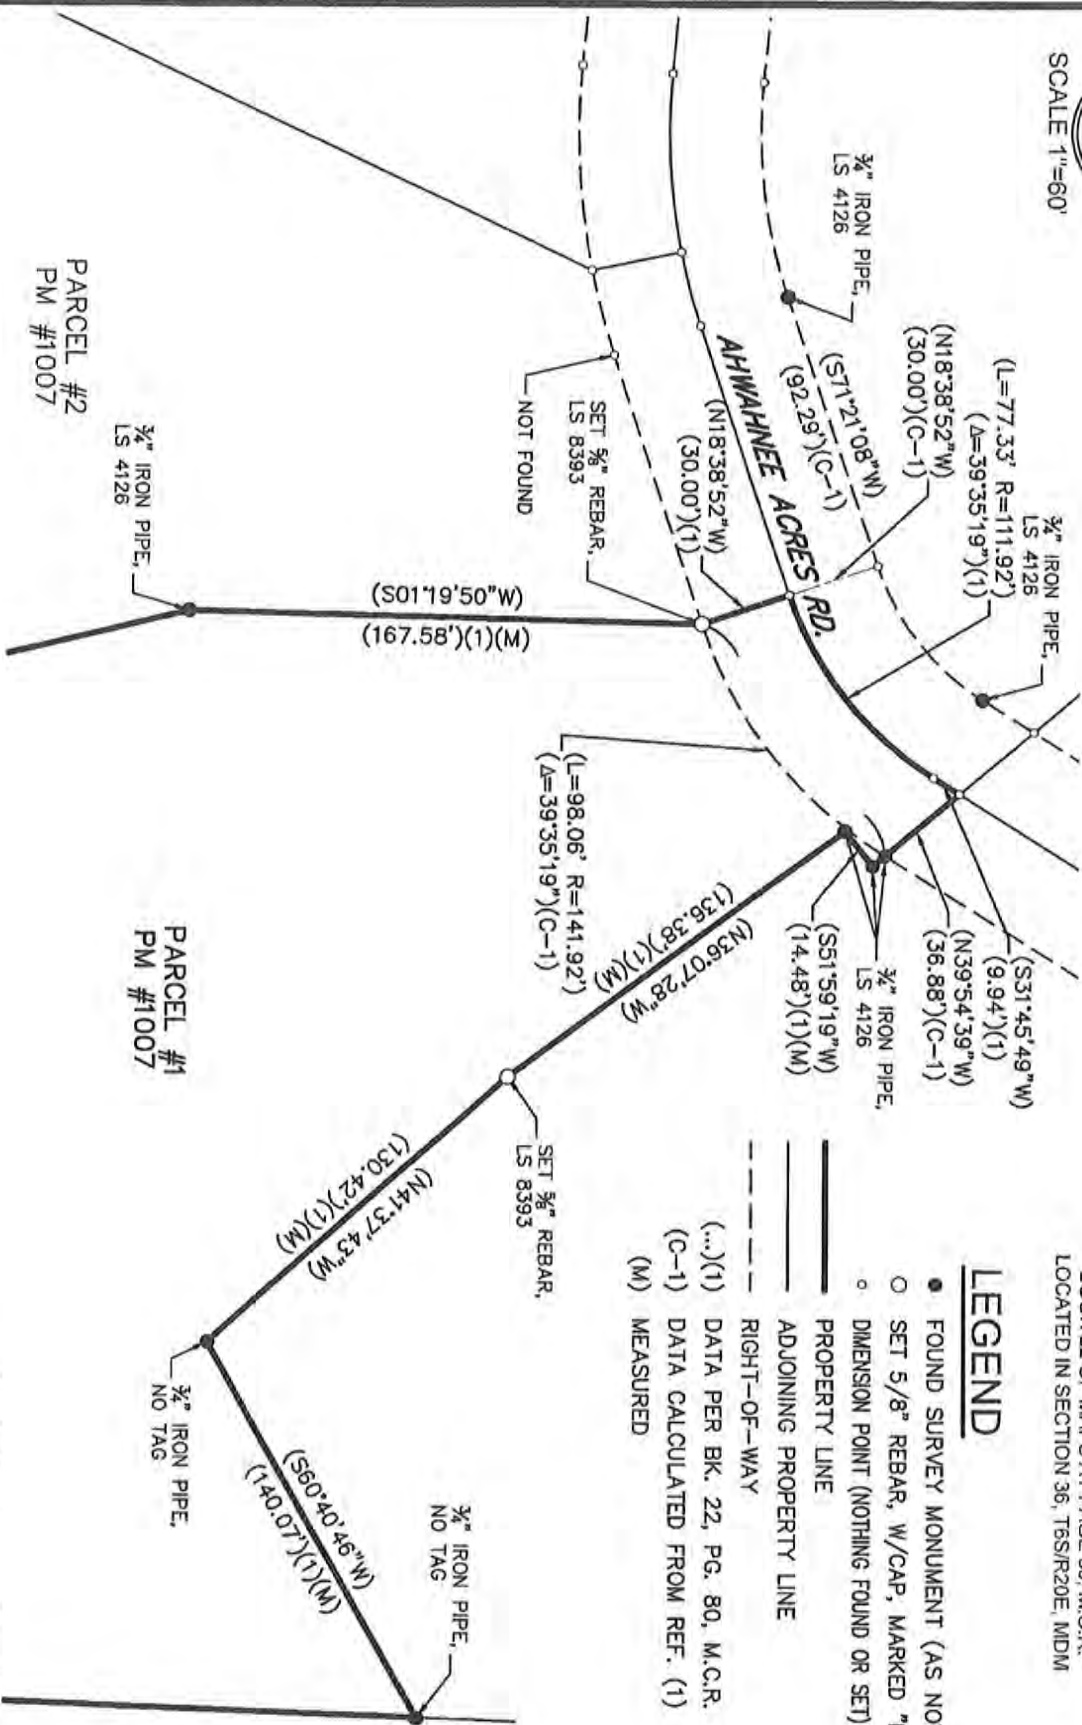 SCALE 1"=60'
LOCATED IN SECTION 36, T6S/R20E, MDM
LEGEND
FOUND SURVEY MONUMENT (AS NO
SET 5/8" REBAR, W/CAP, MARKED "
DIMENSION POINT (NOTHING FOUND OR SET)
PROPERTY LINE
ADJOINING PROPERTY LINE
RIGHT-OF-WAY
(...)(1) DATA PER BK. 22, PG. 80, M.C.R.
(C-1) DATA CALCULATED FROM REF. (1)
(M) MEASURED
¾" IRON PIPE,
LS 4126
¾" IRON PIPE,
LS 4126
(L=77.33' R=111.92')
(Δ=39°35'19")(1)
(N18°38'52"W)
(30.00')(C-1)
(S71°21'08"W)
(92.29')(C-1)
AHWAHNEE ACRES RD.
(N18°38'52"W)
(30.00')(1)
SET ⅝" REBAR,
LS 8393
NOT FOUND
(S31°45'49"W)
(9.94')(1)
(N39°54'39"W)
(36.88')(C-1)
¾" IRON PIPE,
LS 4126
(S51°59'19"W)
(14.48')(1)(M)
(N36°07'28"W)
(136.38')(1)(M)
(L=98.06' R=141.92')
(Δ=39°35'19")(C-1)
(S01°19'50"W)
(167.58')(1)(M)
¾" IRON PIPE,
LS 4126
PARCEL #2
PM #1007
SET ⅝" REBAR,
LS 8393
(N41°37'43"W)
(130.42')(1)(M)
PARCEL #1
PM #1007
¾" IRON PIPE,
NO TAG
(S60°40'46"W)
(140.07')(1)(M)
¾" IRON PIPE,
NO TAG